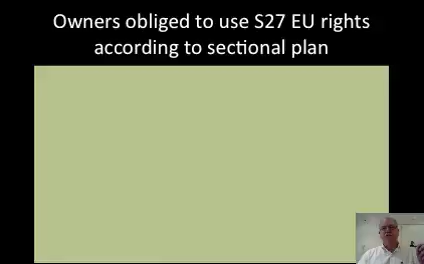 Owners obliged to use S27 EU rights
according to sectional plan